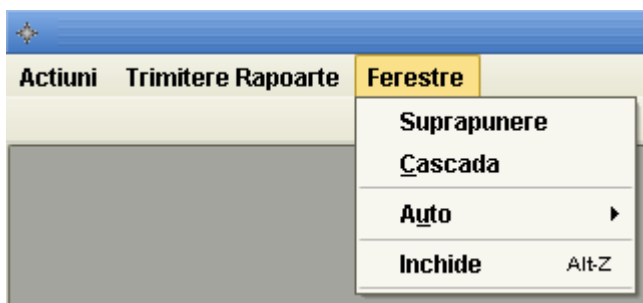 Actiuni Trimitere Rapoarte Ferestre
Suprapunere
Cascada
Auto
Inchide Alt-Z